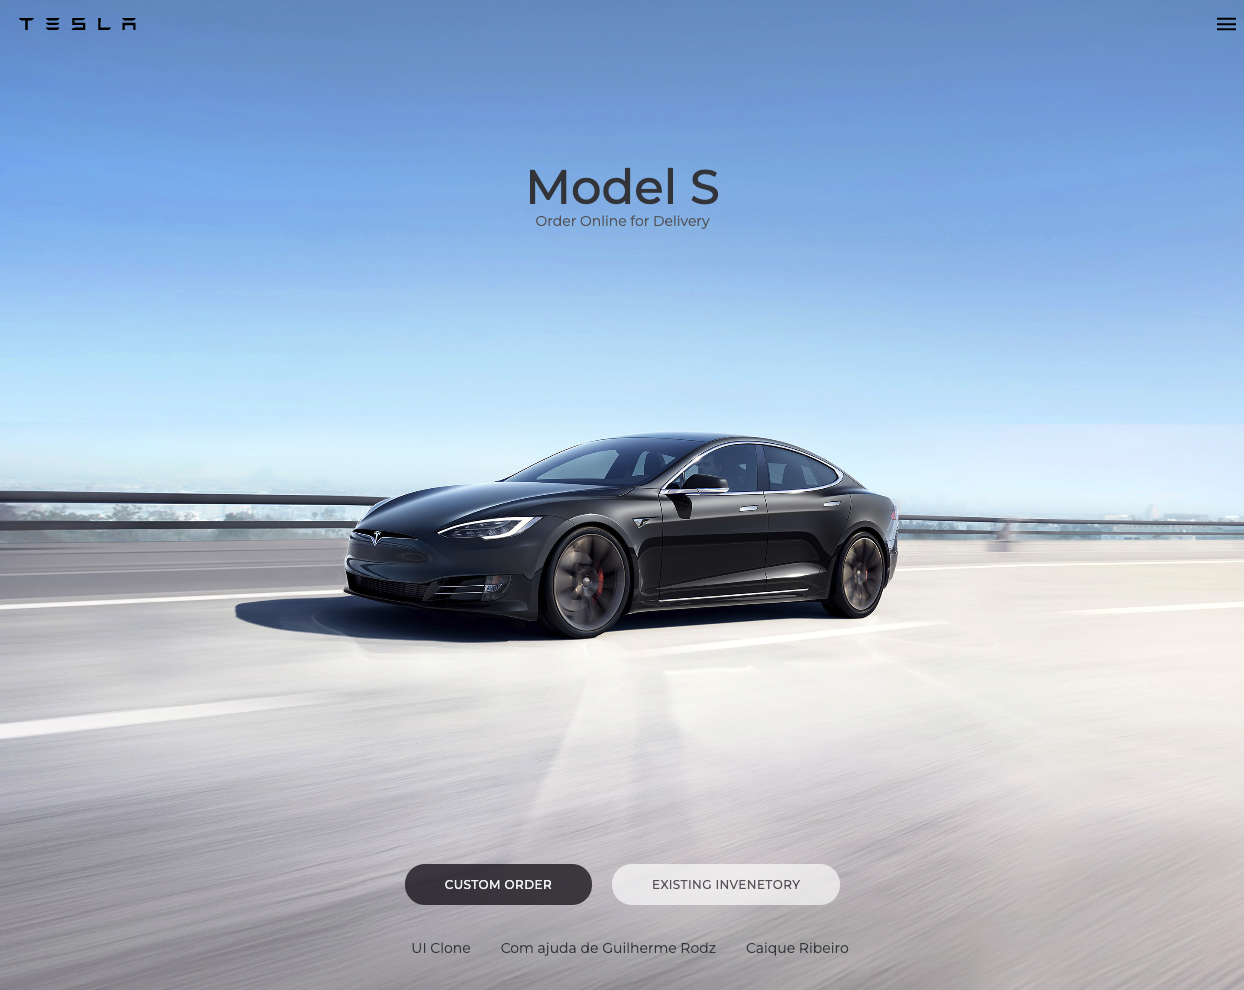 TESLA
Model S
Order Online for Delivery
CUSTOM ORDER EXISTING INVENETORY
UI Clone Com ajuda de Guilherme Rodz Caique Ribeiro